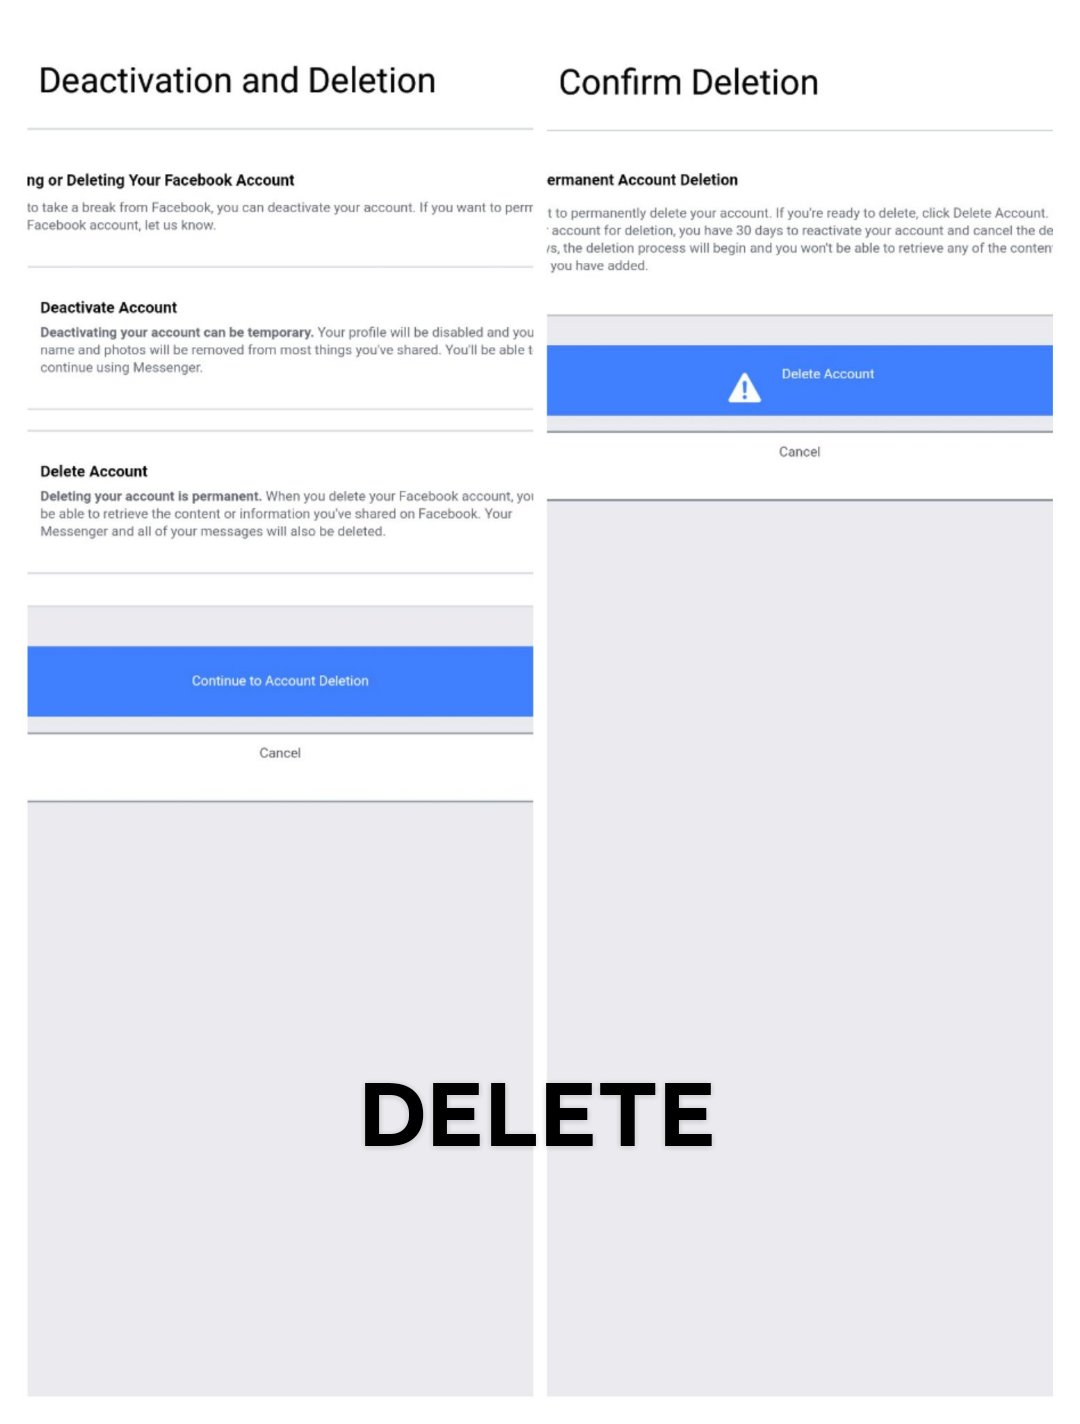 Deactivation and Deletion
ng or Deleting Your Facebook Account
to take a break from Facebook, you can deactivate your account. If you want to perm
Facebook account, let us know.
Deactivate Account
Deactivating your account can be temporary. Your profile will be disabled and you
name and photos will be removed from most things you've shared. You'll be able t
continue using Messenger.
Delete Account
Deleting your account is permanent. When you delete your Facebook account, you
be able to retrieve the content or information you've shared on Facebook. Your
Messenger and all of your messages will also be deleted.
Continue to Account Deletion
Cancel
Confirm Deletion
ermanent Account Deletion
t to permanently delete your account. If you're ready to delete, click Delete Account.
account for deletion, you have 30 days to reactivate your account and cancel the de
s, the deletion process will begin and you won't be able to retrieve any of the conten
you have added.
Delete Account
Cancel
DELETE